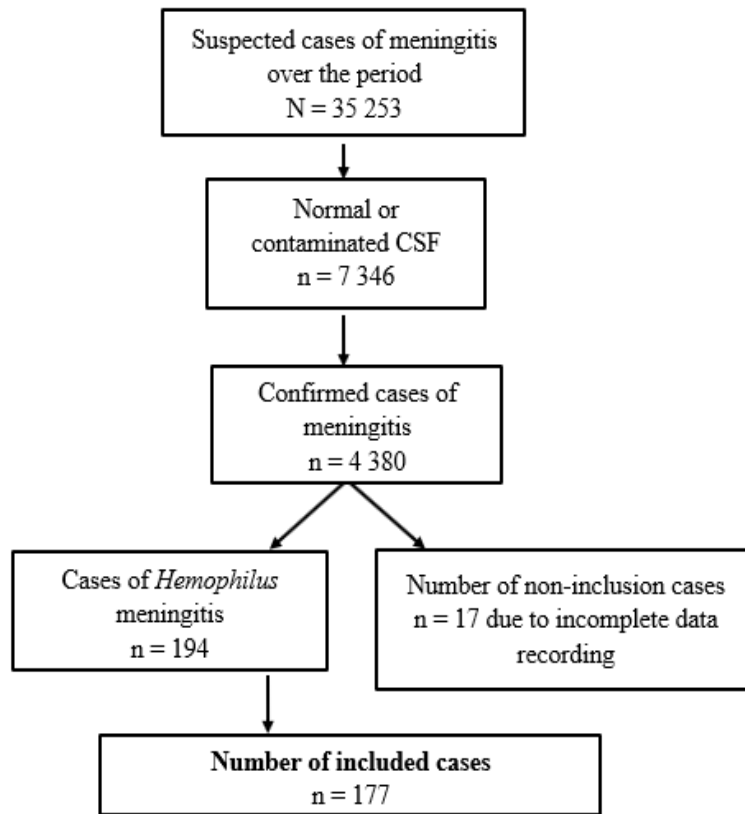 Suspected cases of meningitis
over the period
N = 35 253
Normal or
contaminated CSF
n = 7 346
Confirmed cases of
meningitis
n = 4 380
Cases of Hemophilus
meningitis
n = 194
Number of non-inclusion cases
n = 17 due to incomplete data
recording
Number of included cases
n = 177